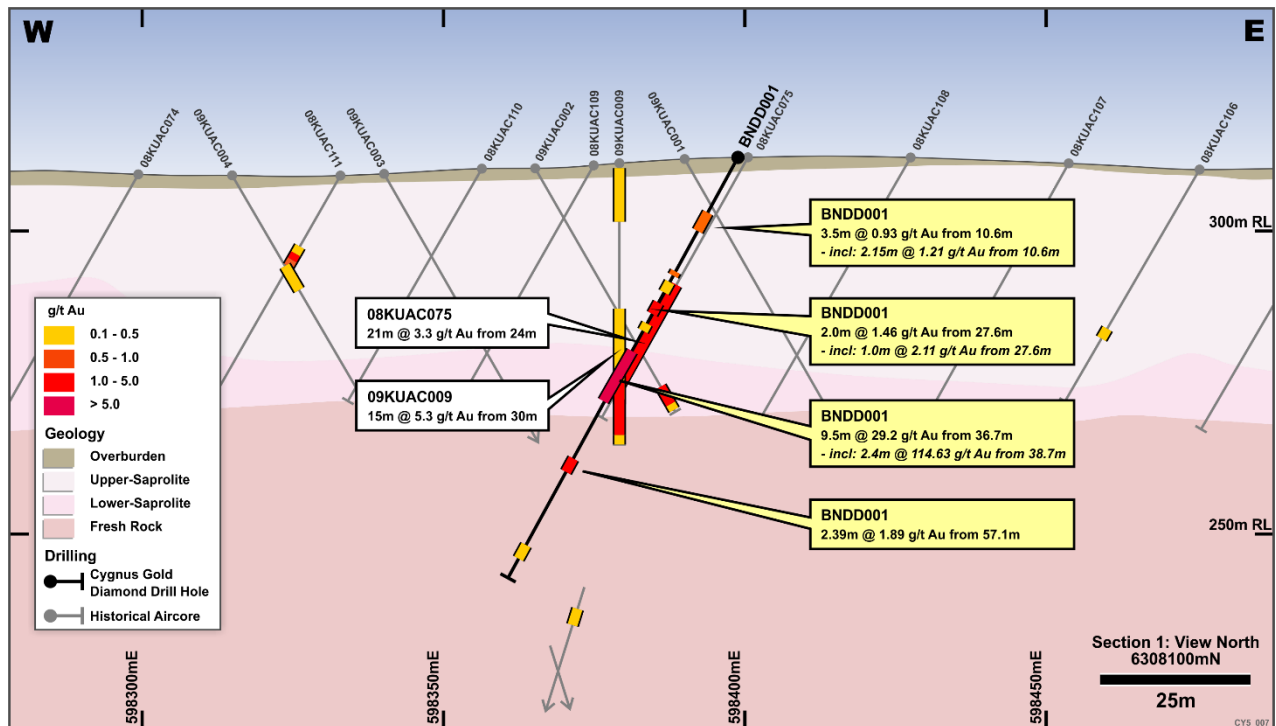 W
E
08KUAC074
09KUAC004
08KUAC111
09KUAC003
08KUAC110
09KUAC002
08KUAC109
09KUAC009
09KUAC001
BNDD001
08KUAC075
08KUAC108
08KUAC107
08KUAC106
300m RL
250m RL
BNDD001
3.5m @ 0.93 g/t Au from 10.6m
- incl: 2.15m @ 1.21 g/t Au from 10.6m
BNDD001
2.0m @ 1.46 g/t Au from 27.6m
- incl: 1.0m @ 2.11 g/t Au from 27.6m
BNDD001
9.5m @ 29.2 g/t Au from 36.7m
- incl: 2.4m @ 114.63 g/t Au from 38.7m
BNDD001
2.39m @ 1.89 g/t Au from 57.1m
08KUAC075
21m @ 3.3 g/t Au from 24m
09KUAC009
15m @ 5.3 g/t Au from 30m
g/t Au
0.1 - 0.5
0.5 - 1.0
1.0 - 5.0
> 5.0
Geology
Overburden
Upper-Saprolite
Lower-Saprolite
Fresh Rock
Drilling
Cygnus Gold
Diamond Drill Hole
Historical Aircore
598300mE
598350mE
598400mE
598450mE
Section 1: View North
6308100mN
25m
CY5_007